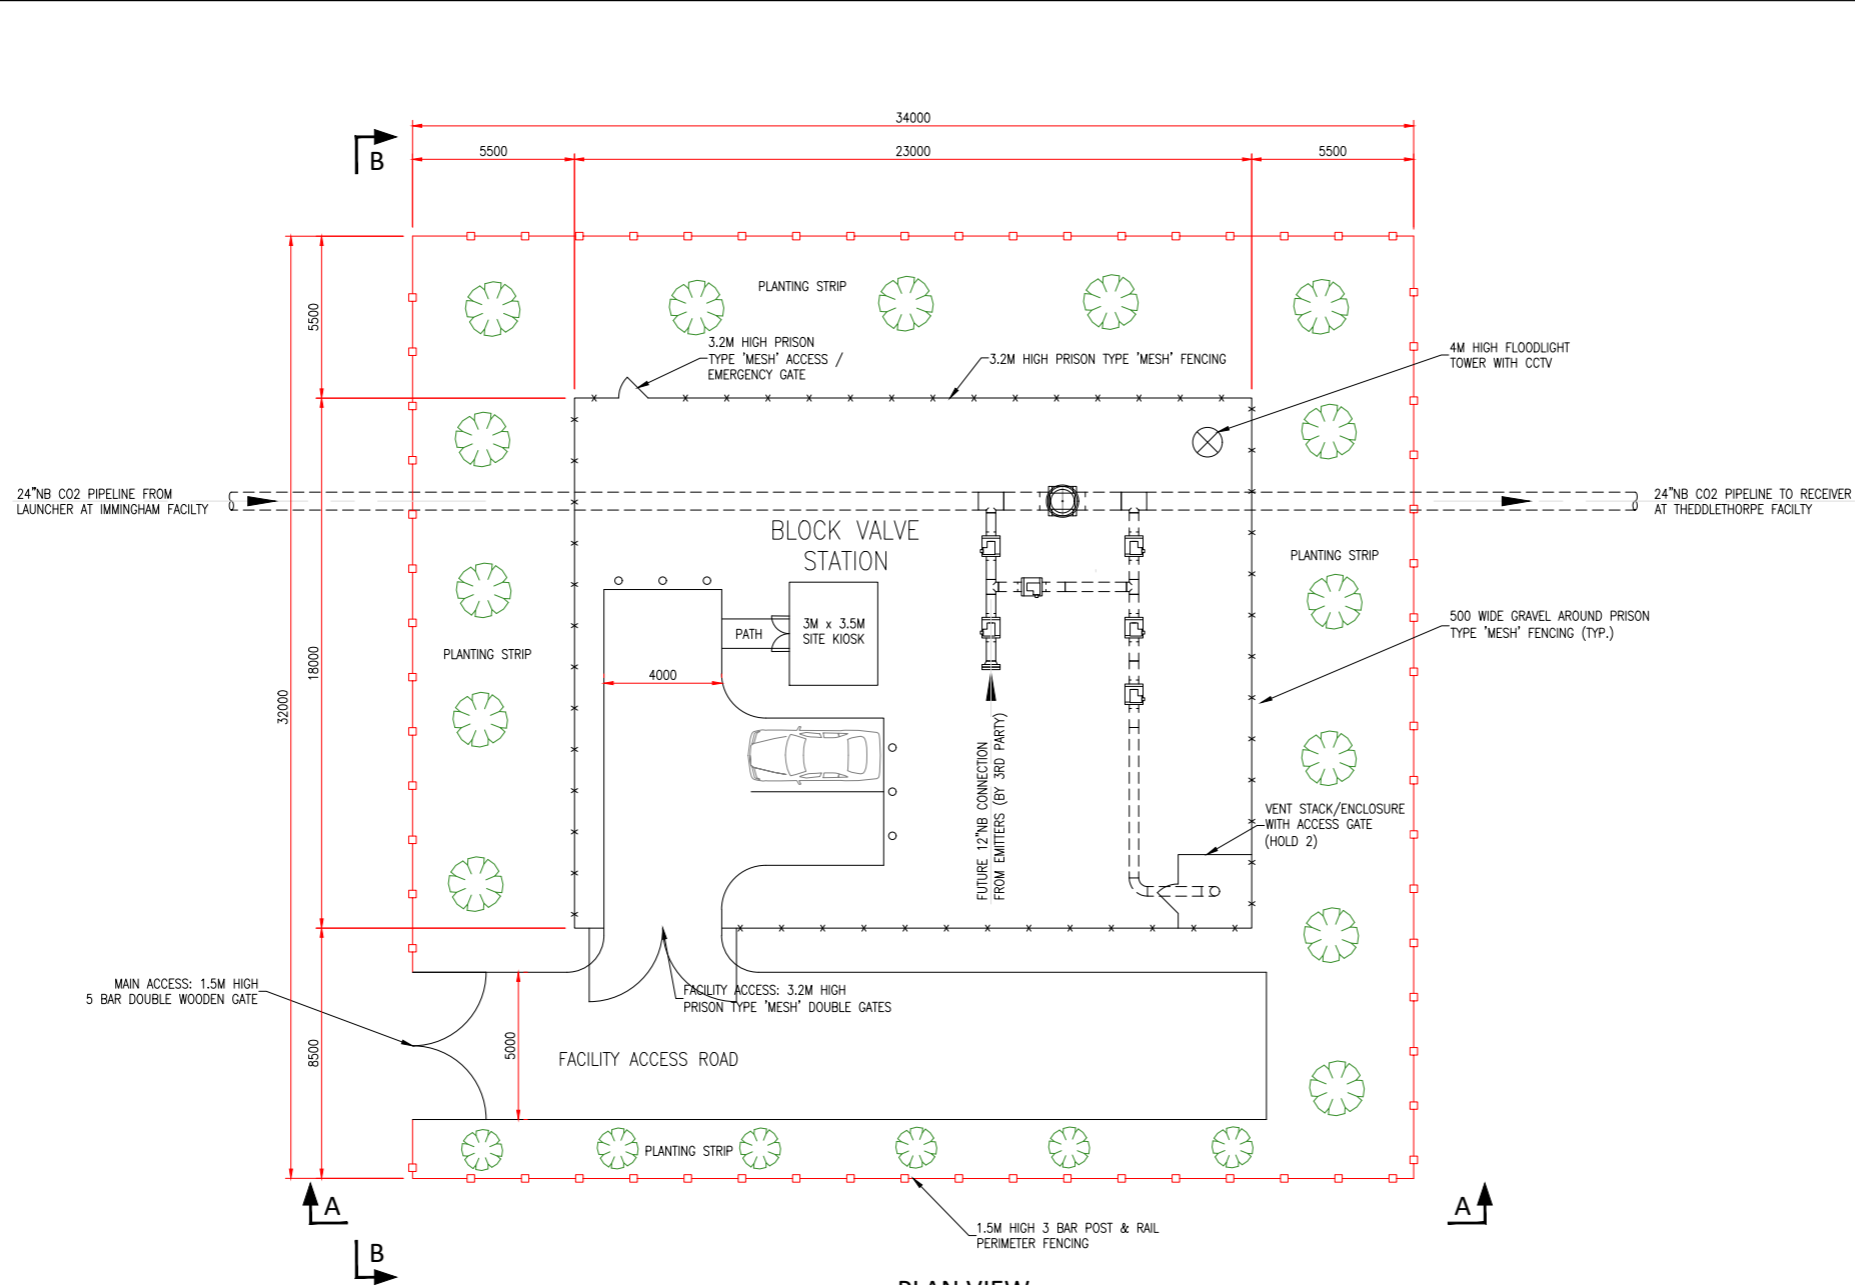 34000
B
5500
23000
5500
PLANTING STRIP
5500
3.2M HIGH PRISON
TYPE 'MESH' ACCESS /
EMERGENCY GATE
3.2M HIGH PRISON TYPE 'MESH' FENCING
4M HIGH FLOODLIGHT
TOWER WITH CCTV
24"NB CO2 PIPELINE FROM
LAUNCHER AT IMMINGHAM FACILTY
24"NB CO2 PIPELINE TO RECEIVER
AT THEDDLETHORPE FACILTY
BLOCK VALVE
STATION
PLANTING STRIP
PATH
3M x 3.5M
SITE KIOSK
500 WIDE GRAVEL AROUND PRISON
TYPE 'MESH' FENCING (TYP.)
PLANTING STRIP
18000
32000
4000
FUTURE 12"NB CONNECTION
FROM EMITTERS (BY 3RD PARTY)
VENT STACK/ENCLOSURE
WITH ACCESS GATE
(HOLD 2)
MAIN ACCESS: 1.5M HIGH
5 BAR DOUBLE WOODEN GATE
FACILITY ACCESS: 3.2M HIGH
PRISON TYPE 'MESH' DOUBLE GATES
8500
5000
FACILITY ACCESS ROAD
PLANTING STRIP
A
A
1.5M HIGH 3 BAR POST & RAIL
PERIMETER FENCING
B
PLAN VIEW